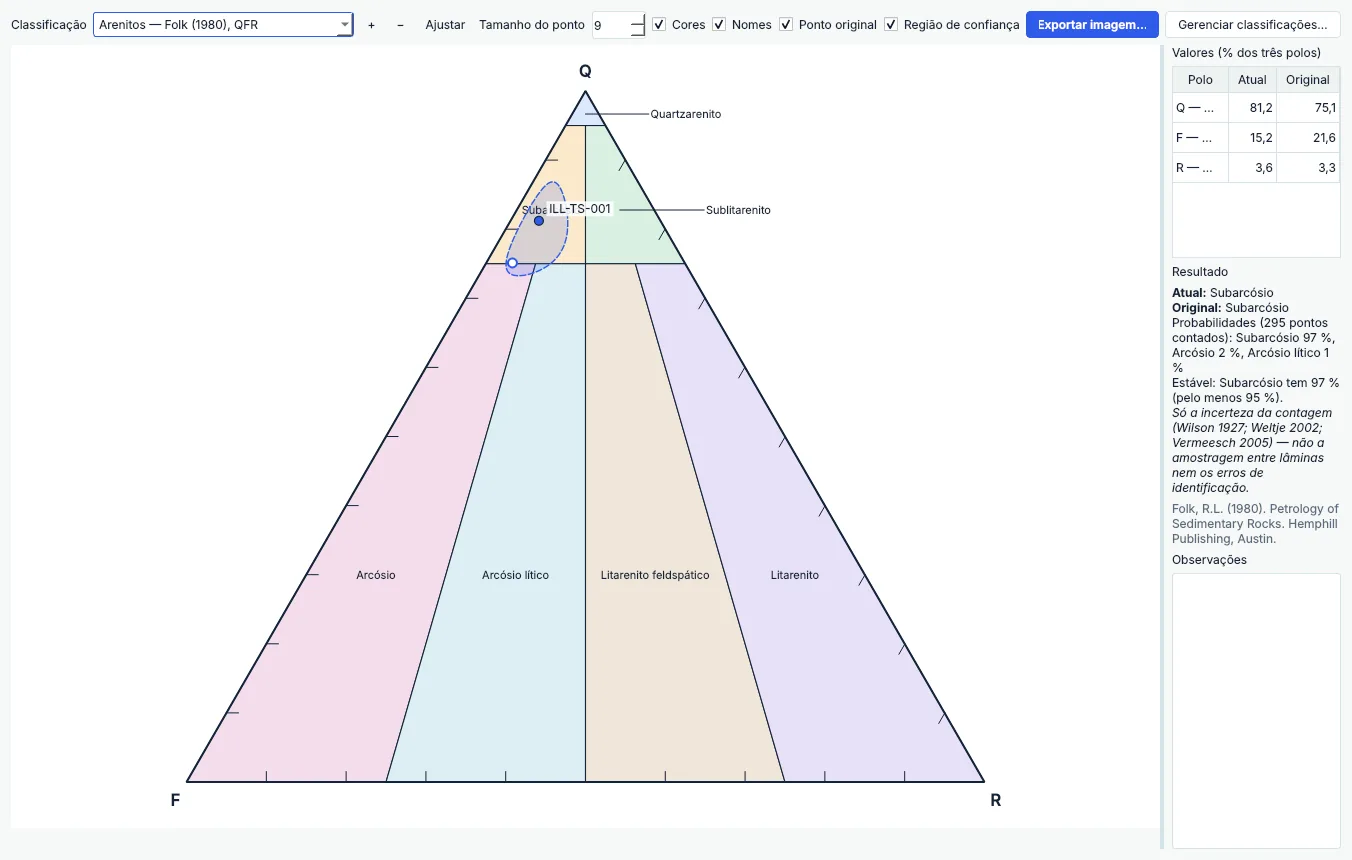 Classificação Arenitos — Folk (1980), QFR + − Ajustar Tamanho do ponto 9 Cores Nomes Ponto original Região de confiança Exportar imagem... Gerenciar classificações...
Q
Quartzarenito
ILL-TS-001
Sublitarenito
Arcósio
Arcósio lítico
Litarenito feldspático
Litarenito
F
R
Valores (% dos três polos)
Polo Atual Original
Q — ... 81,2 75,1
F — ... 15,2 21,6
R — ... 3,6 3,3
Resultado
Atual: Subarcósio
Original: Subarcósio
Probabilidades (295 pontos
contados): Subarcósio 97 %,
Arcósio 2 %, Arcósio lítico 1
%
Estável: Subarcósio tem 97 %
(pelo menos 95 %).
Só a incerteza da contagem
(Wilson 1927; Weltje 2002;
Vermeesch 2005) — não a
amostragem entre lâminas
nem os erros de
identificação.
Folk, R.L. (1980). Petrology of
Sedimentary Rocks. Hemphill
Publishing, Austin.
Observações